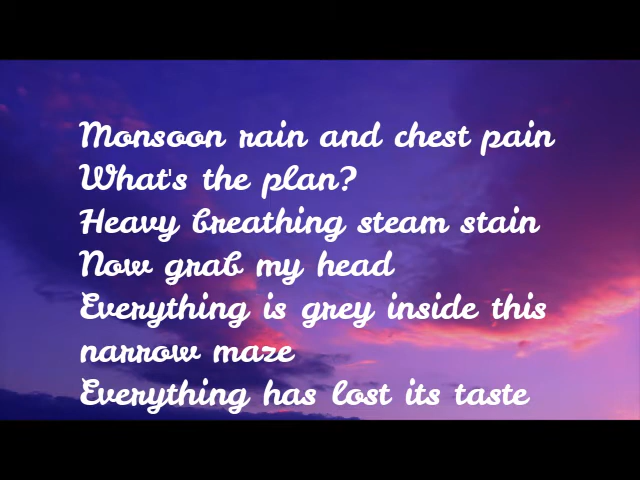 Monsoon rain and chest pain
What's the plan?
Heavy breathing steam stain
Now grab my head
Everything is grey inside this
narrow maze
Everything has lost its taste